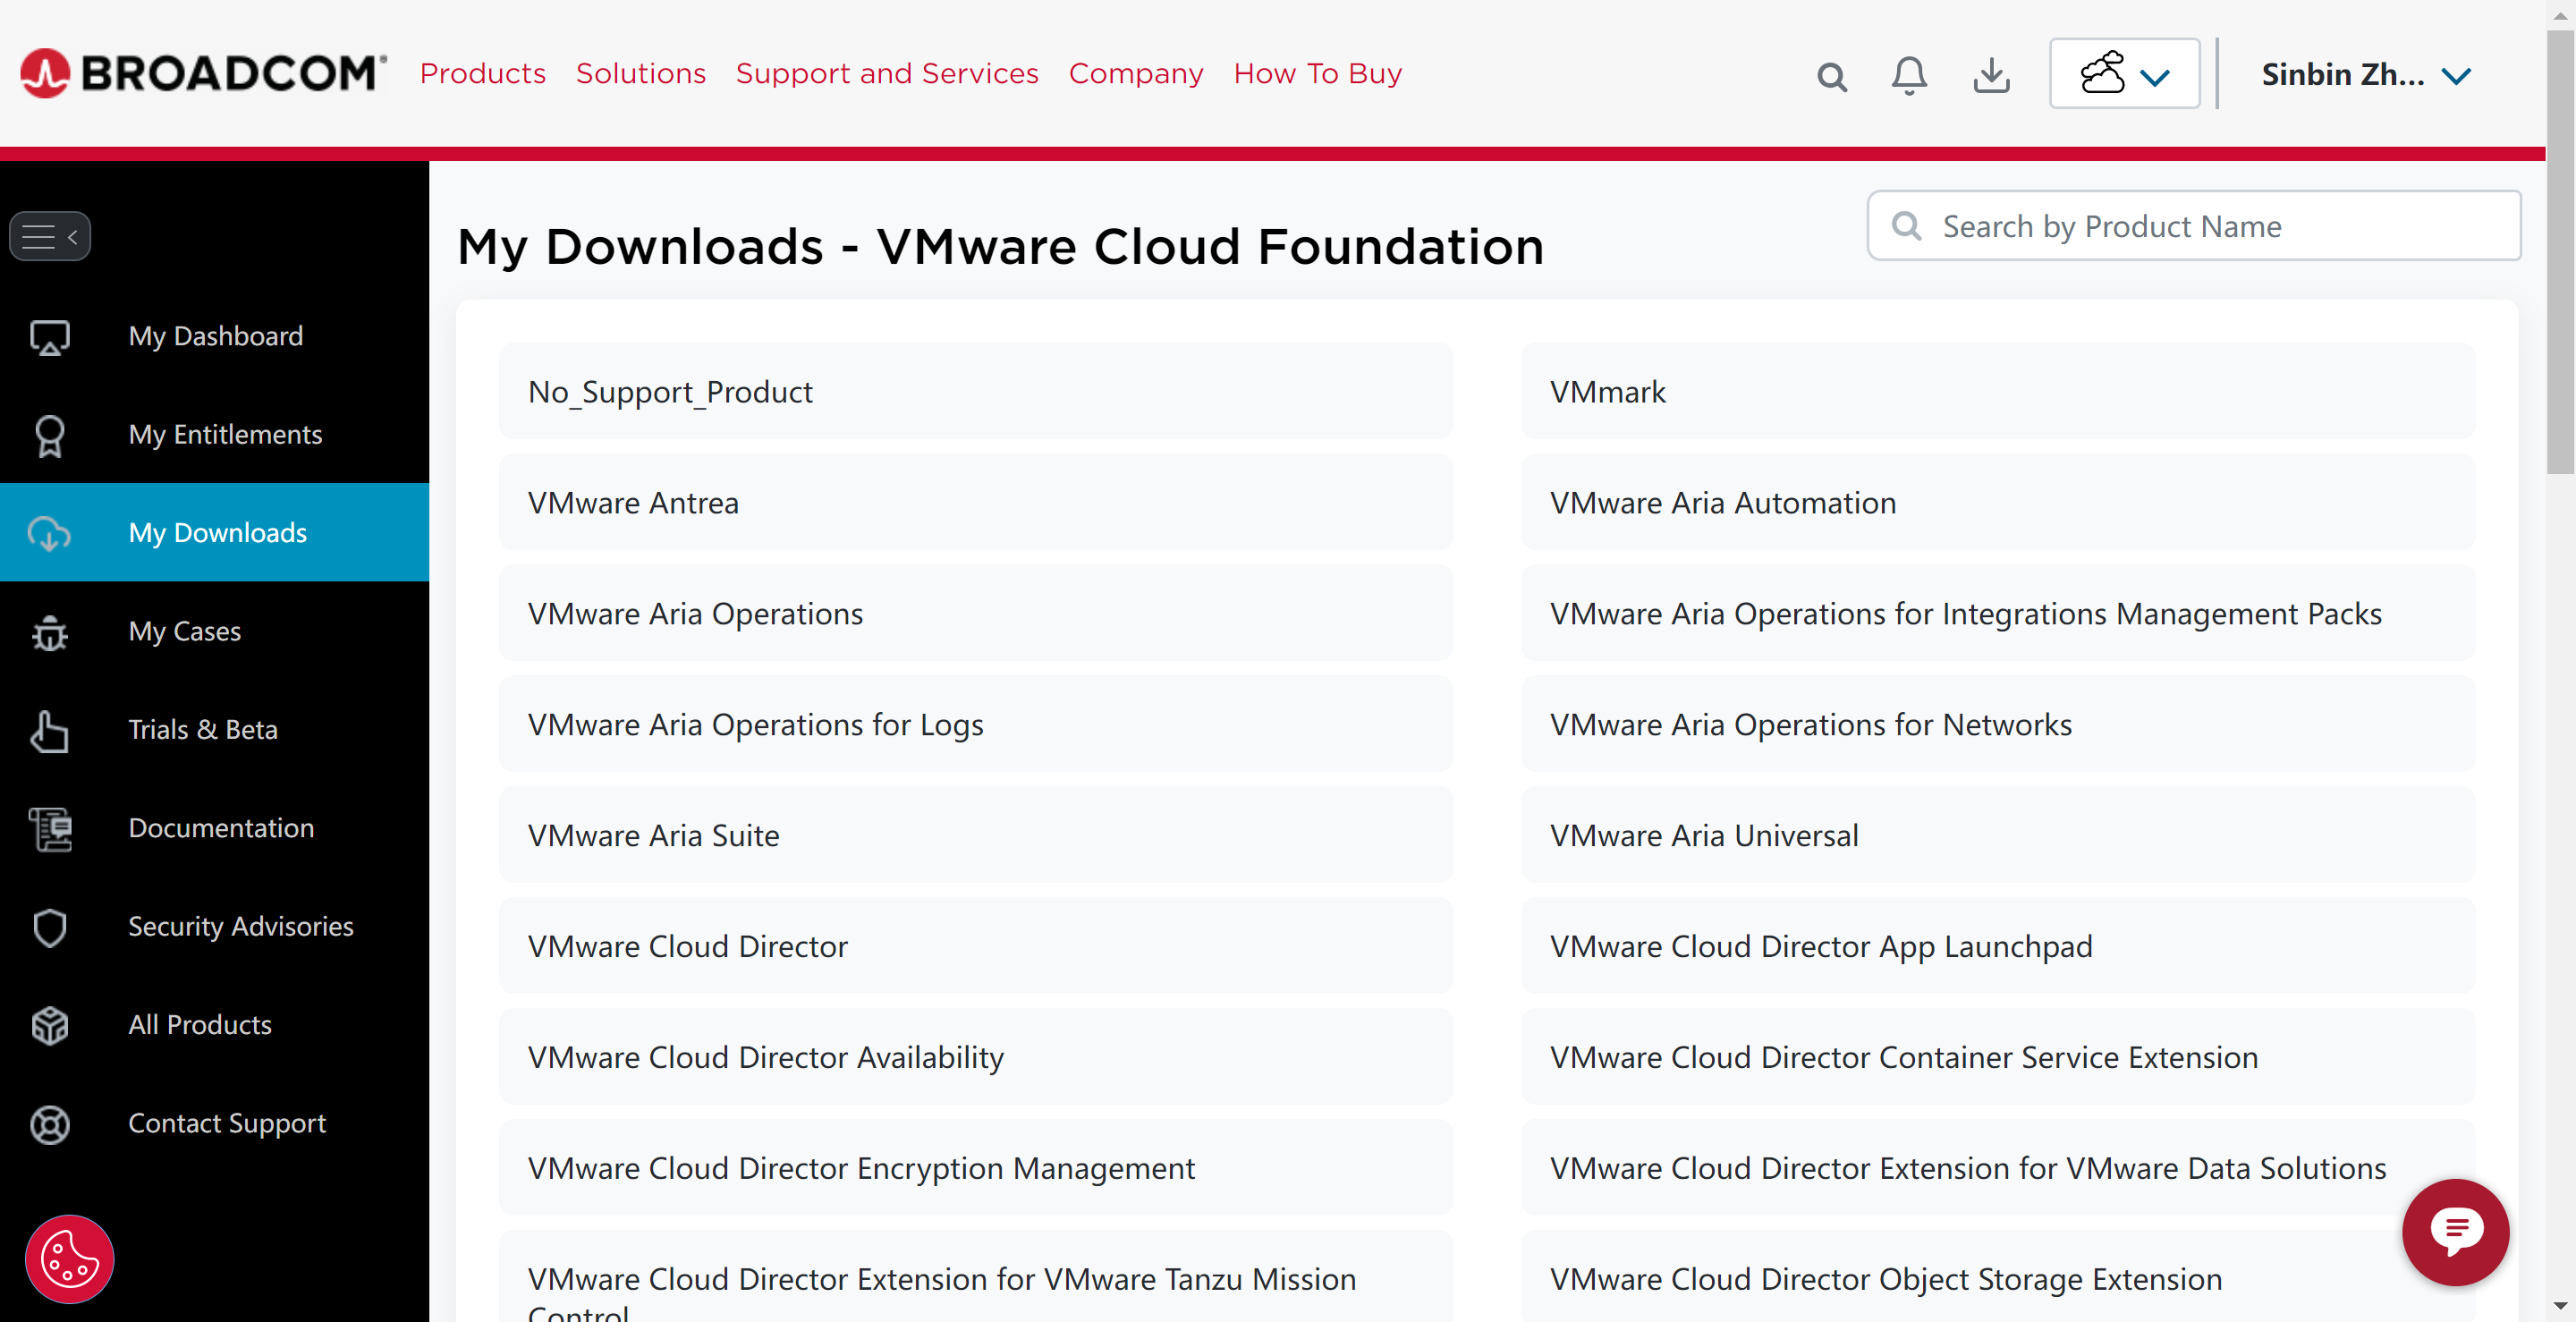 BROADCOM®
Products Solutions Support and Services Company How To Buy
Sinbin Zh...
My Dashboard
My Entitlements
My Downloads
My Cases
Trials & Beta
Documentation
Security Advisories
All Products
Contact Support
My Downloads - VMware Cloud Foundation
Search by Product Name
No_Support_Product
VMmark
VMware Antrea
VMware Aria Automation
VMware Aria Operations
VMware Aria Operations for Integrations Management Packs
VMware Aria Operations for Logs
VMware Aria Operations for Networks
VMware Aria Suite
VMware Aria Universal
VMware Cloud Director
VMware Cloud Director App Launchpad
VMware Cloud Director Availability
VMware Cloud Director Container Service Extension
VMware Cloud Director Encryption Management
VMware Cloud Director Extension for VMware Data Solutions
VMware Cloud Director Extension for VMware Tanzu Mission
Control
VMware Cloud Director Object Storage Extension